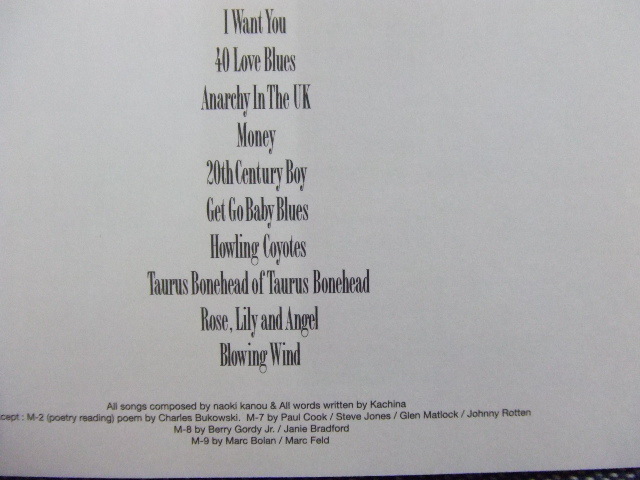 I Want You
40 Love Blues
Anarchy In The UK
Money
20th Century Boy
Get Go Baby Blues
Howling Coyotes
Taurus Bonehead of Taurus Bonehead
Rose, Lily and Angel
Blowing Wind
All songs composed by naoki kanou & All words written by Kachina
cept : M-2 (poetry reading) poem by Charles Bukowski. M-7 by Paul Cook / Steve Jones / Glen Matlock / Johnny Rotten
M-8 by Berry Gordy Jr. / Janie Bradford
M-9 by Marc Bolan / Marc Feld